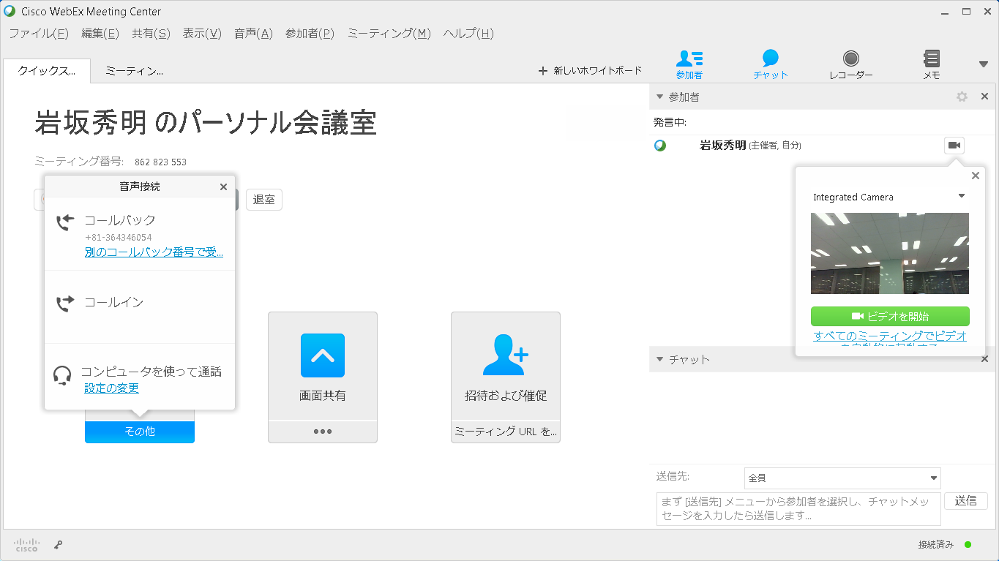 Cisco WebEx Meeting Center
ファイル(F) 編集(E) 共有(S) 表示(V) 音声(A) 参加者(P) ミーティング(M) ヘルプ(H)
クイックス... ミーティン... 新しいホワイトボード
参加者 チャット レコーダー メモ
参加者
発言中:
岩坂秀明 (主催者, 自分)
岩坂秀明 のパーソナル会議室
ミーティング番号: 862 823 553
退室
音声接続
コールバック
+81-364346054
別のコールバック番号で受...
コールイン
コンピュータを使って通話
設定の変更
その他
画面共有
招待および催促
ミーティング URL を...
Integrated Camera
ビデオを開始
すべてのミーティングでビデオ
を自動的に起動する
チャット
送信先: 全員
まず [送信先] メニューから参加者を選択し、チャットメッ
セージを入力したら送信します...
送信
CISCO
接続済み